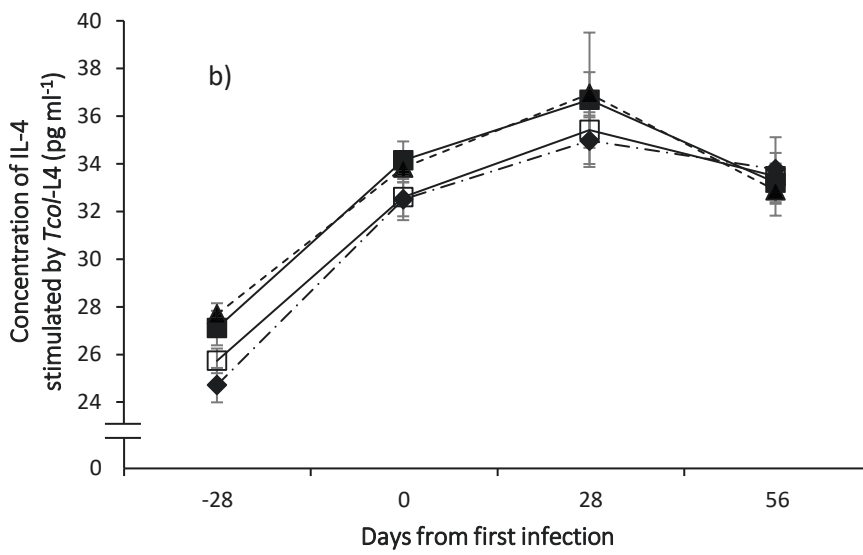 40
38
b)
36
34
32
30
28
26
24
0
Concentration of IL-4
stimulated by Tcol-L4 (pg ml-1)
-28 0 28 56
Days from first infection